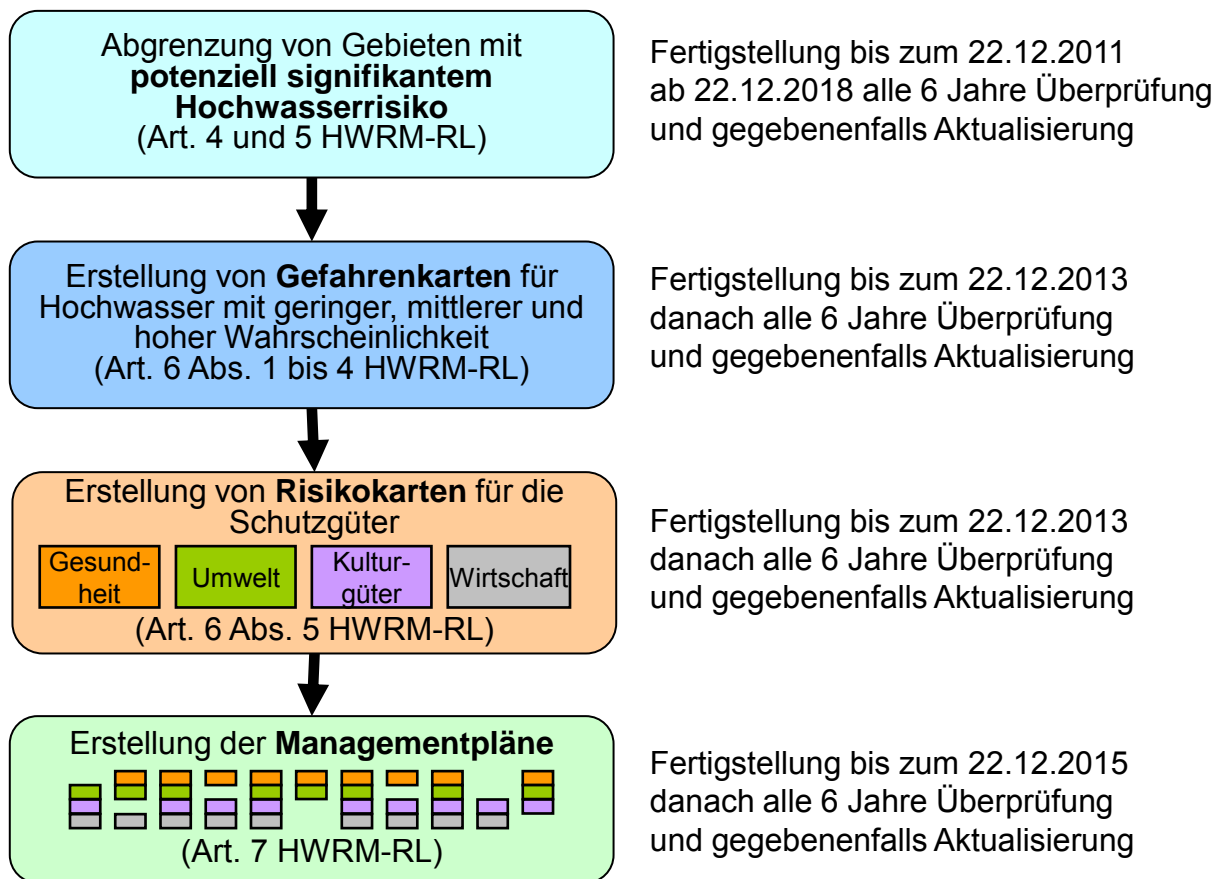 Abgrenzung von Gebieten mit
potenziell signifikantem
Hochwasserrisiko
(Art. 4 und 5 HWRM-RL)
Fertigstellung bis zum 22.12.2011
ab 22.12.2018 alle 6 Jahre Überprüfung
und gegebenenfalls Aktualisierung
Erstellung von Gefahrenkarten für
Hochwasser mit geringer, mittlerer und
hoher Wahrscheinlichkeit
(Art. 6 Abs. 1 bis 4 HWRM-RL)
Fertigstellung bis zum 22.12.2013
danach alle 6 Jahre Überprüfung
und gegebenenfalls Aktualisierung
Erstellung von Risikokarten für die
Schutzgüter
Gesund-
heit
Umwelt
Kultur-
güter
Wirtschaft
(Art. 6 Abs. 5 HWRM-RL)
Fertigstellung bis zum 22.12.2013
danach alle 6 Jahre Überprüfung
und gegebenenfalls Aktualisierung
Erstellung der Managementpläne
(Art. 7 HWRM-RL)
Fertigstellung bis zum 22.12.2015
danach alle 6 Jahre Überprüfung
und gegebenenfalls Aktualisierung